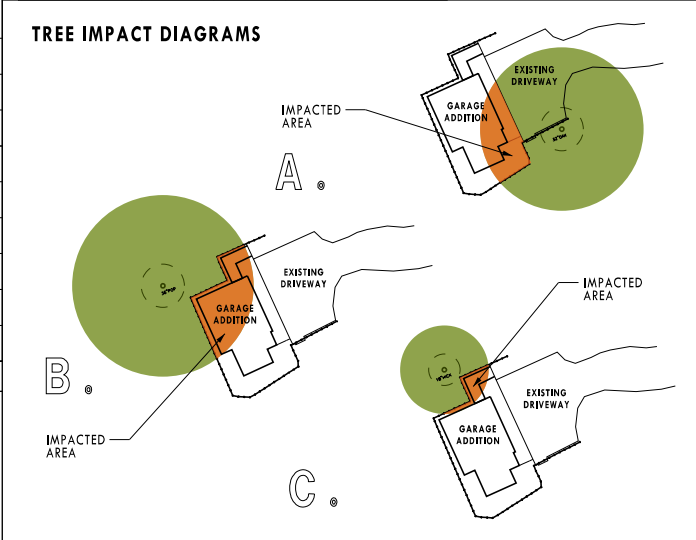 TREE IMPACT DIAGRAMS
EXISTING
DRIVEWAY
GARAGE
ADDITION
IMPACTED
AREA
A
EXISTING
DRIVEWAY
GARAGE
ADDITION
B
IMPACTED
AREA
IMPACTED
AREA
EXISTING
DRIVEWAY
GARAGE
ADDITION
C